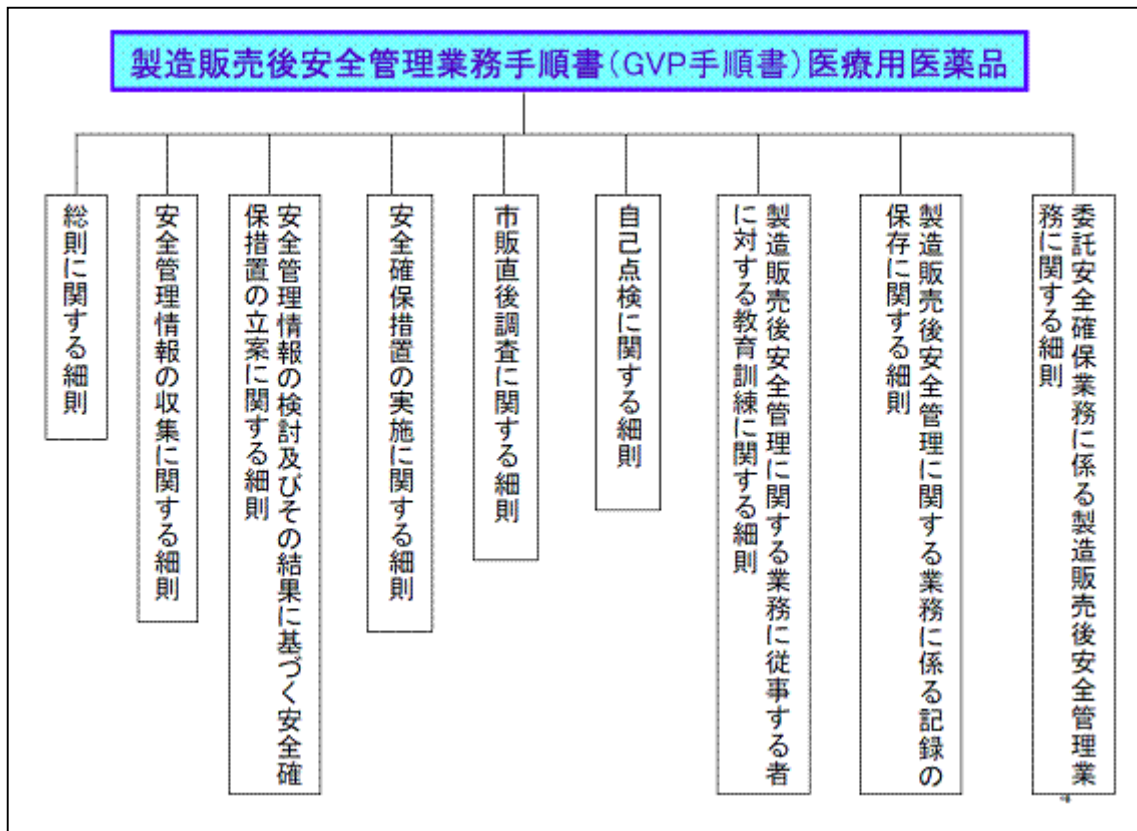 製造販売後安全管理業務手順書(GVP手順書)医療用医薬品
総則に関する細則
安全管理情報の収集に関する細則
安全管理情報の検討及びその結果に基づく安全確
保措置の立案に関する細則
安全確保措置の実施に関する細則
市販直後調査に関する細則
自己点検に関する細則
製造販売後安全管理に関する業務に従事する者
に対する教育訓練に関する細則
製造販売後安全管理に関する業務に係る記録の
保存に関する細則
委託安全確保業務に係る製造販売後安全管理業
務に関する細則